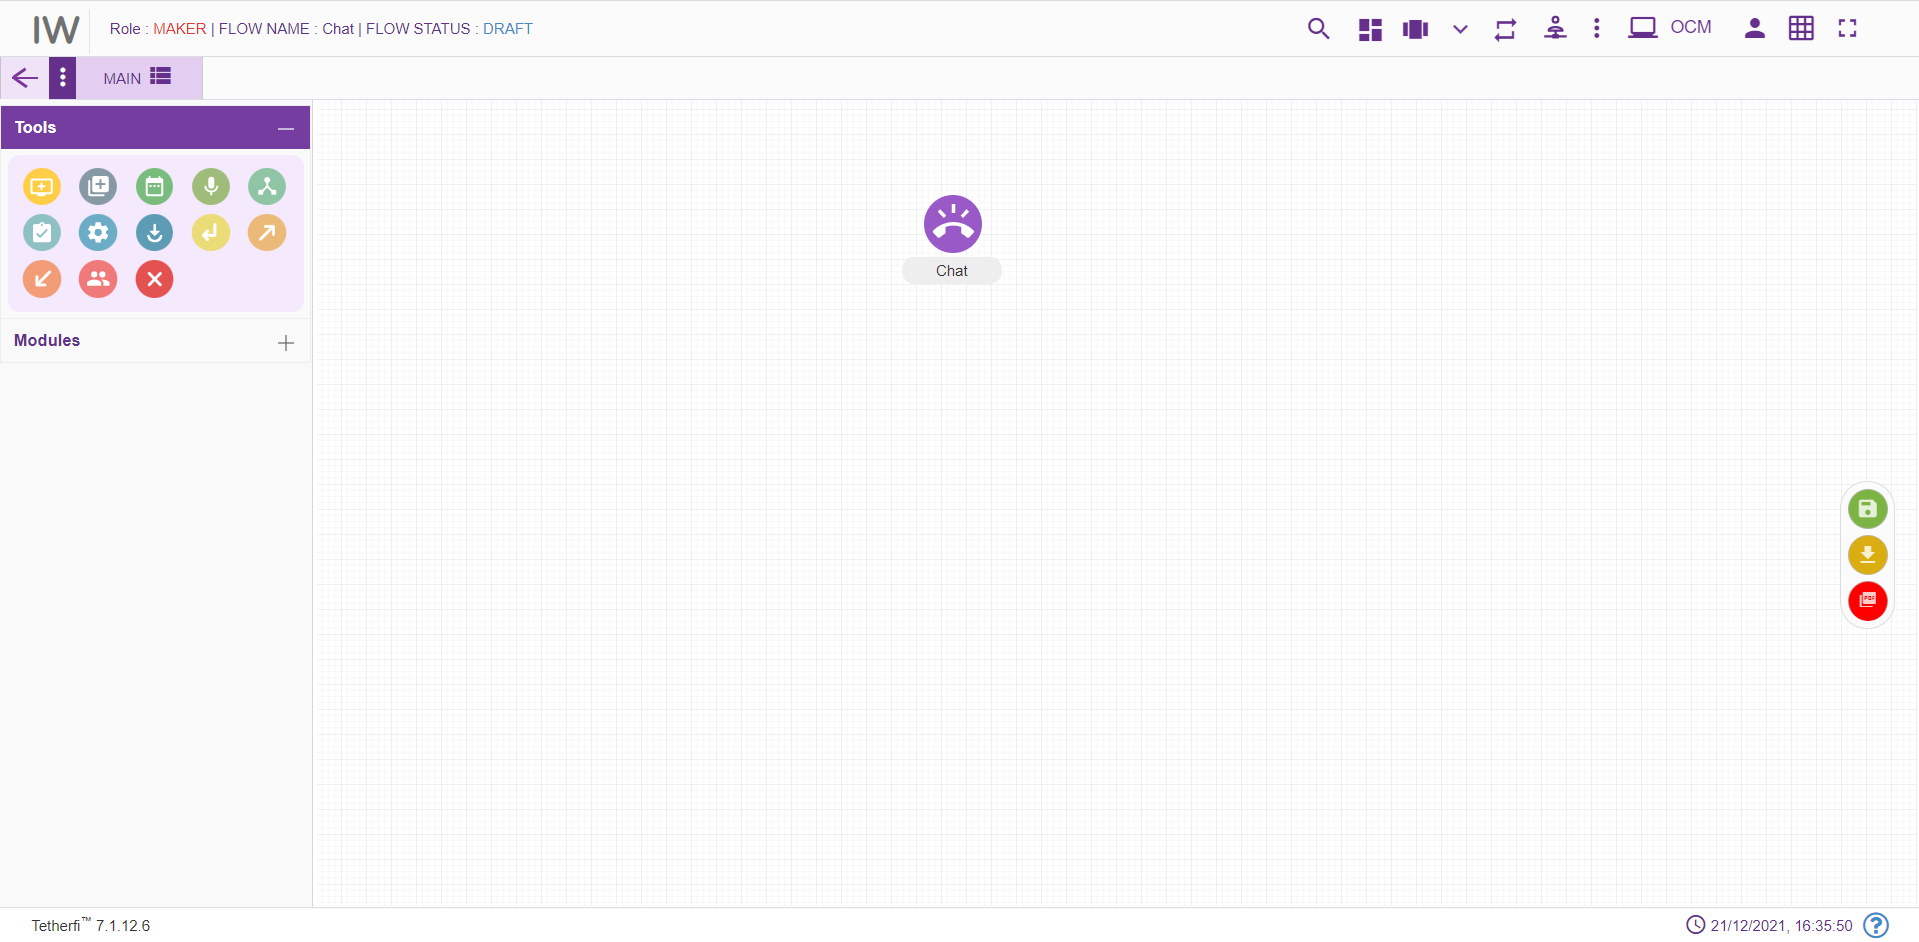 IW
Role : MAKER | FLOW NAME : Chat | FLOW STATUS : DRAFT
OCM
MAIN
Tools
Chat
Modules
PDF
Tetherfi™ 7.1.12.6
21/12/2021, 16:35:50
?